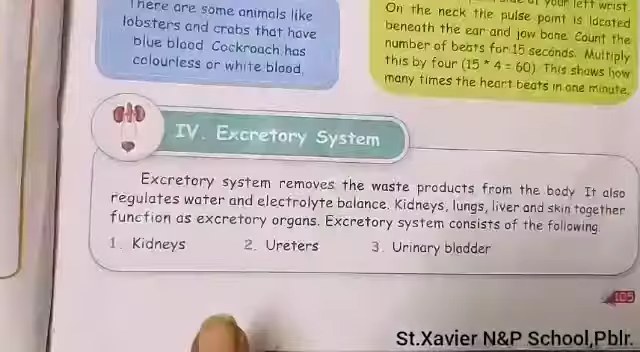 There are some animals like
lobsters and crabs that have
blue blood. Cockroach has
colourless or white blood.
your left wrist.
On the neck the pulse point is located
beneath the ear and jaw bone. Count the
number of beats for 15 seconds. Multiply
this by four (15 * 4 = 60). This shows how
many times the heart beats in one minute.
IV. Excretory System
Excretory system removes the waste products from the body. It also
regulates water and electrolyte balance. Kidneys, lungs, liver and skin together
function as excretory organs. Excretory system consists of the following.
1. Kidneys 2. Ureters 3. Urinary bladder
105
St.Xavier N&P School,Pblr.